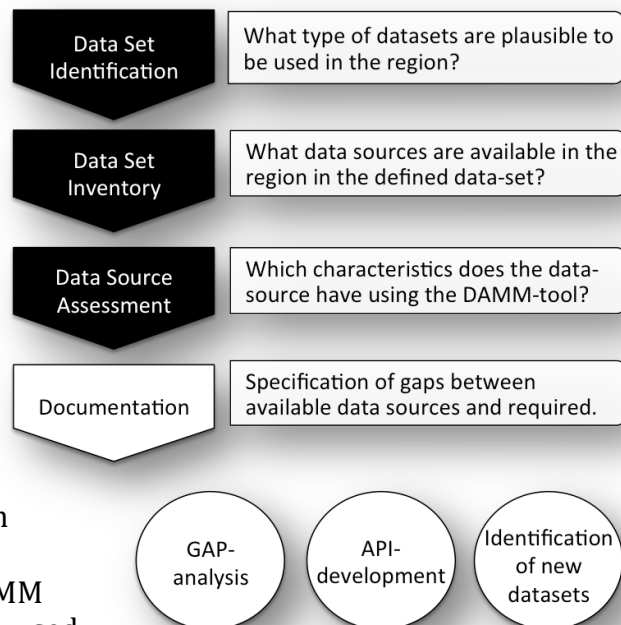 Data Set
Identification
What type of datasets are plausible to
be used in the region?
Data Set
Inventory
What data sources are available in the
region in the defined data-set?
Data Source
Assessment
Which characteristics does the data-
source have using the DAMM-tool?
Documentation
Specification of gaps between
available data sources and required.
GAP-
analysis
API-
development
Identification
of new
datasets